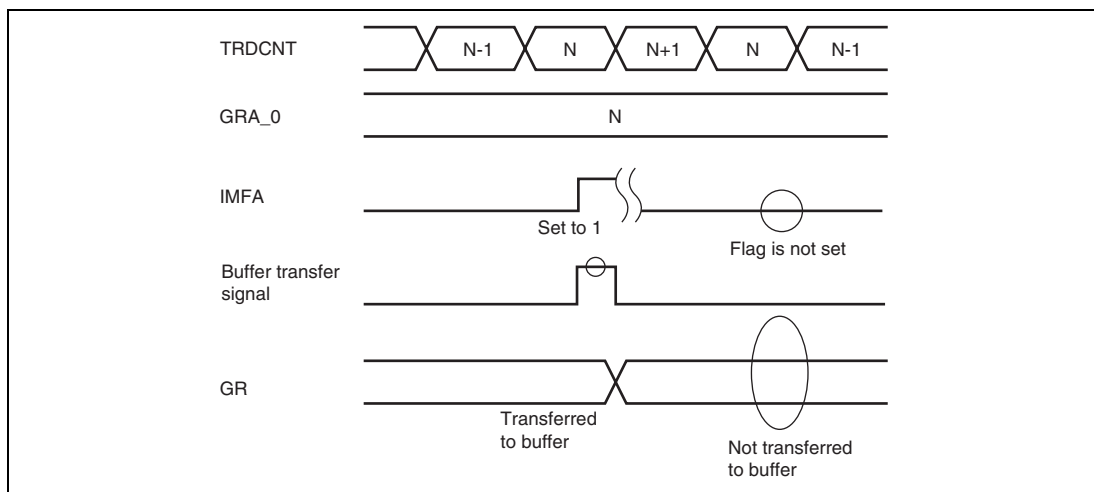 TRDCNT
N-1
N
N+1
N
N-1
GRA_0
N
IMFA
Set to 1
Flag is not set
Buffer transfer
signal
GR
Transferred
to buffer
Not transferred
to buffer